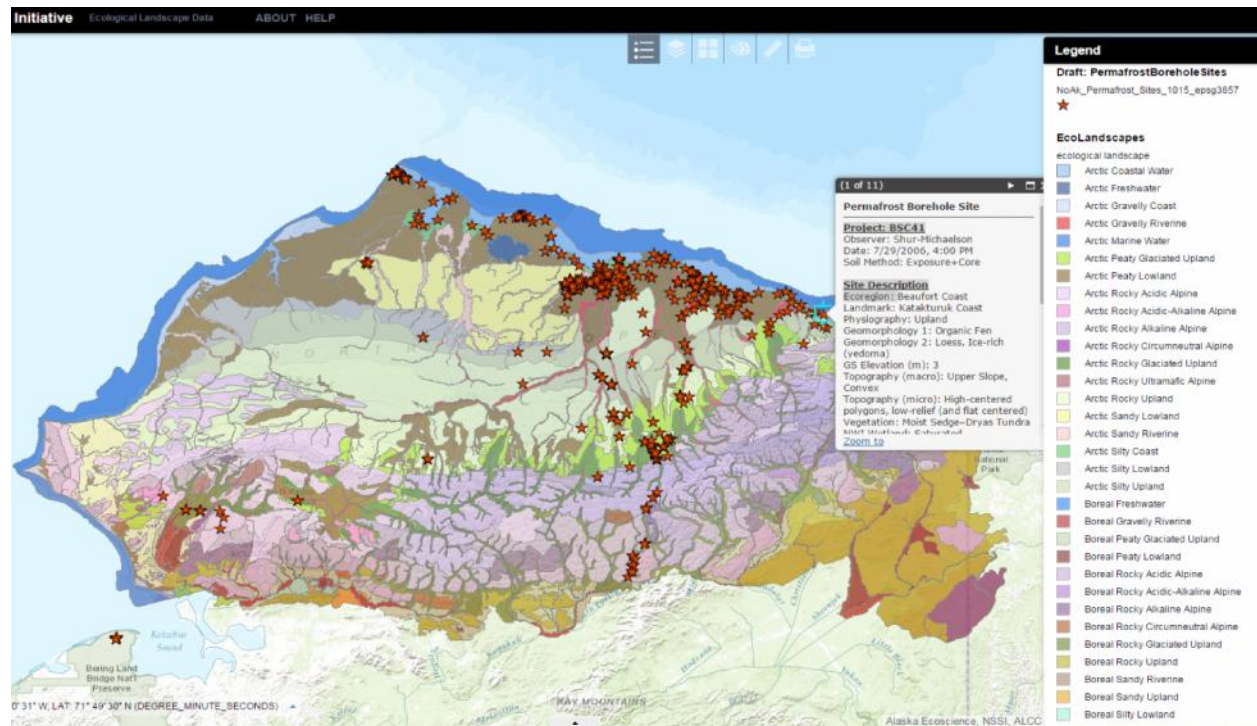 Initiative Ecological Landscape Data ABOUT HELP
Legend
Draft: PermafrostBoreholeSites
NoAk_Permafrost_Sites_1015_epsg3857
EcoLandscapes
ecological landscape
Arctic Coastal Water
Arctic Freshwater
Arctic Gravelly Coast
Arctic Gravelly Riverine
Arctic Marine Water
Arctic Peaty Glaciated Upland
Arctic Peaty Lowland
Arctic Rocky Acidic Alpine
Arctic Rocky Acidic-Alkaline Alpine
Arctic Rocky Alkaline Alpine
Arctic Rocky Circumneutral Alpine
Arctic Rocky Glaciated Upland
Arctic Rocky Ultramafic Alpine
Arctic Rocky Upland
Arctic Sandy Lowland
Arctic Sandy Riverine
Arctic Silty Coast
Arctic Silty Lowland
Arctic Silty Upland
Boreal Freshwater
Boreal Gravelly Riverine
Boreal Peaty Glaciated Upland
Boreal Peaty Lowland
Boreal Rocky Acidic Alpine
Boreal Rocky Acidic-Alkaline Alpine
Boreal Rocky Alkaline Alpine
Boreal Rocky Circumneutral Alpine
Boreal Rocky Glaciated Upland
Boreal Rocky Upland
Boreal Sandy Riverine
Boreal Sandy Upland
Boreal Silty Lowland
(1 of 11)
Permafrost Borehole Site
Project: BSC41
Observer: Shur-Michaelson
Date: 7/29/2006, 4:00 PM
Soil Method: Exposure+Core
Site Description
Ecoregion: Beaufort Coast
Landmark: Katakturuk Coast
Physiography: Upland
Geomorphology 1: Organic Fen
Geomorphology 2: Loess, Ice-rich
(yedoma)
GS Elevation (m): 3
Topography (macro): Upper Slope,
Convex
Topography (micro): High-centered
polygons, low-relief (and flat centered)
Vegetation: Moist Sedge-Dryas Tundra
NWI Wetland: Saturated
Zoom to
National
Park
Kotzebue
Sound
Bering Land
Bridge Nat'l
Preserve
0' 31" W, LAT: 71° 49' 30" N (DEGREE_MINUTE_SECONDS)
RAY MOUNTAINS
Alaska Ecoscience, NSSI, ALCC